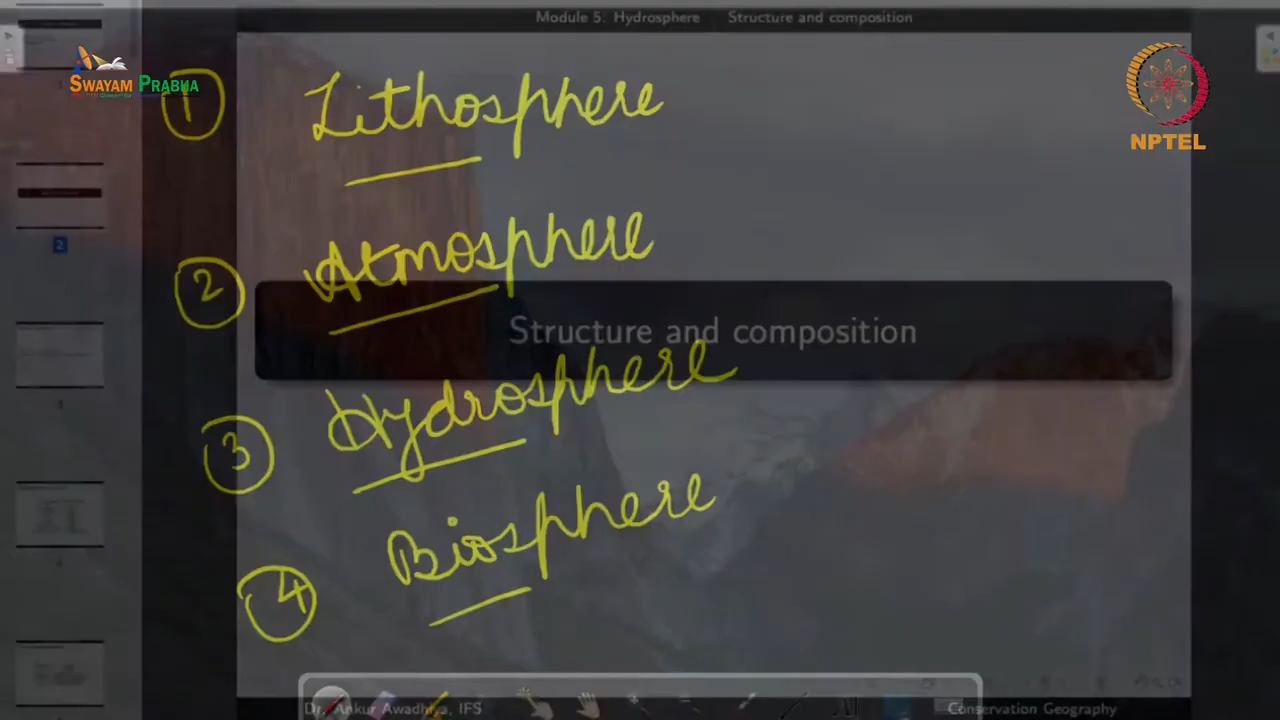 Module 5: Hydrosphere Structure and composition
SWAYAM PRABHA
NPTEL
1 Lithosphere
2 Atmosphere
Structure and composition
3 Hydrosphere
4 Biosphere
2
Dr. Ankur Awadhiya, IFS Conservation Geography